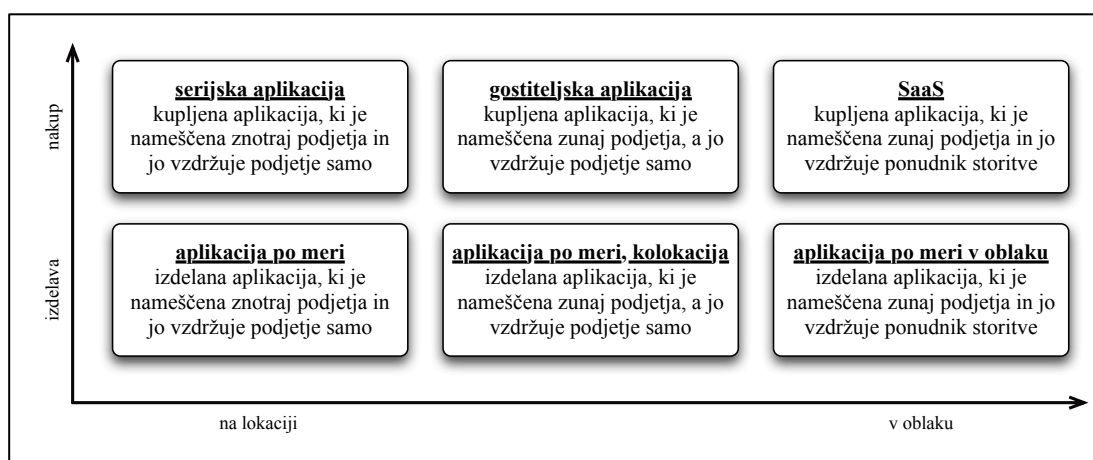 nakup
serijska aplikacija
kupljena aplikacija, ki je
nameščena znotraj podjetja in
jo vzdržuje podjetje samo
gostiteljska aplikacija
kupljena aplikacija, ki je
nameščena zunaj podjetja, a jo
vzdržuje podjetje samo
SaaS
kupljena aplikacija, ki je
nameščena zunaj podjetja in jo
vzdržuje ponudnik storitve
izdelava
aplikacija po meri
izdelana aplikacija, ki je
nameščena znotraj podjetja in
jo vzdržuje podjetje samo
aplikacija po meri, kolokacija
izdelana aplikacija, ki je
nameščena zunaj podjetja, a jo
vzdržuje podjetje samo
aplikacija po meri v oblaku
izdelana aplikacija, ki je
nameščena zunaj podjetja in jo
vzdržuje ponudnik storitve
na lokaciji
v oblaku